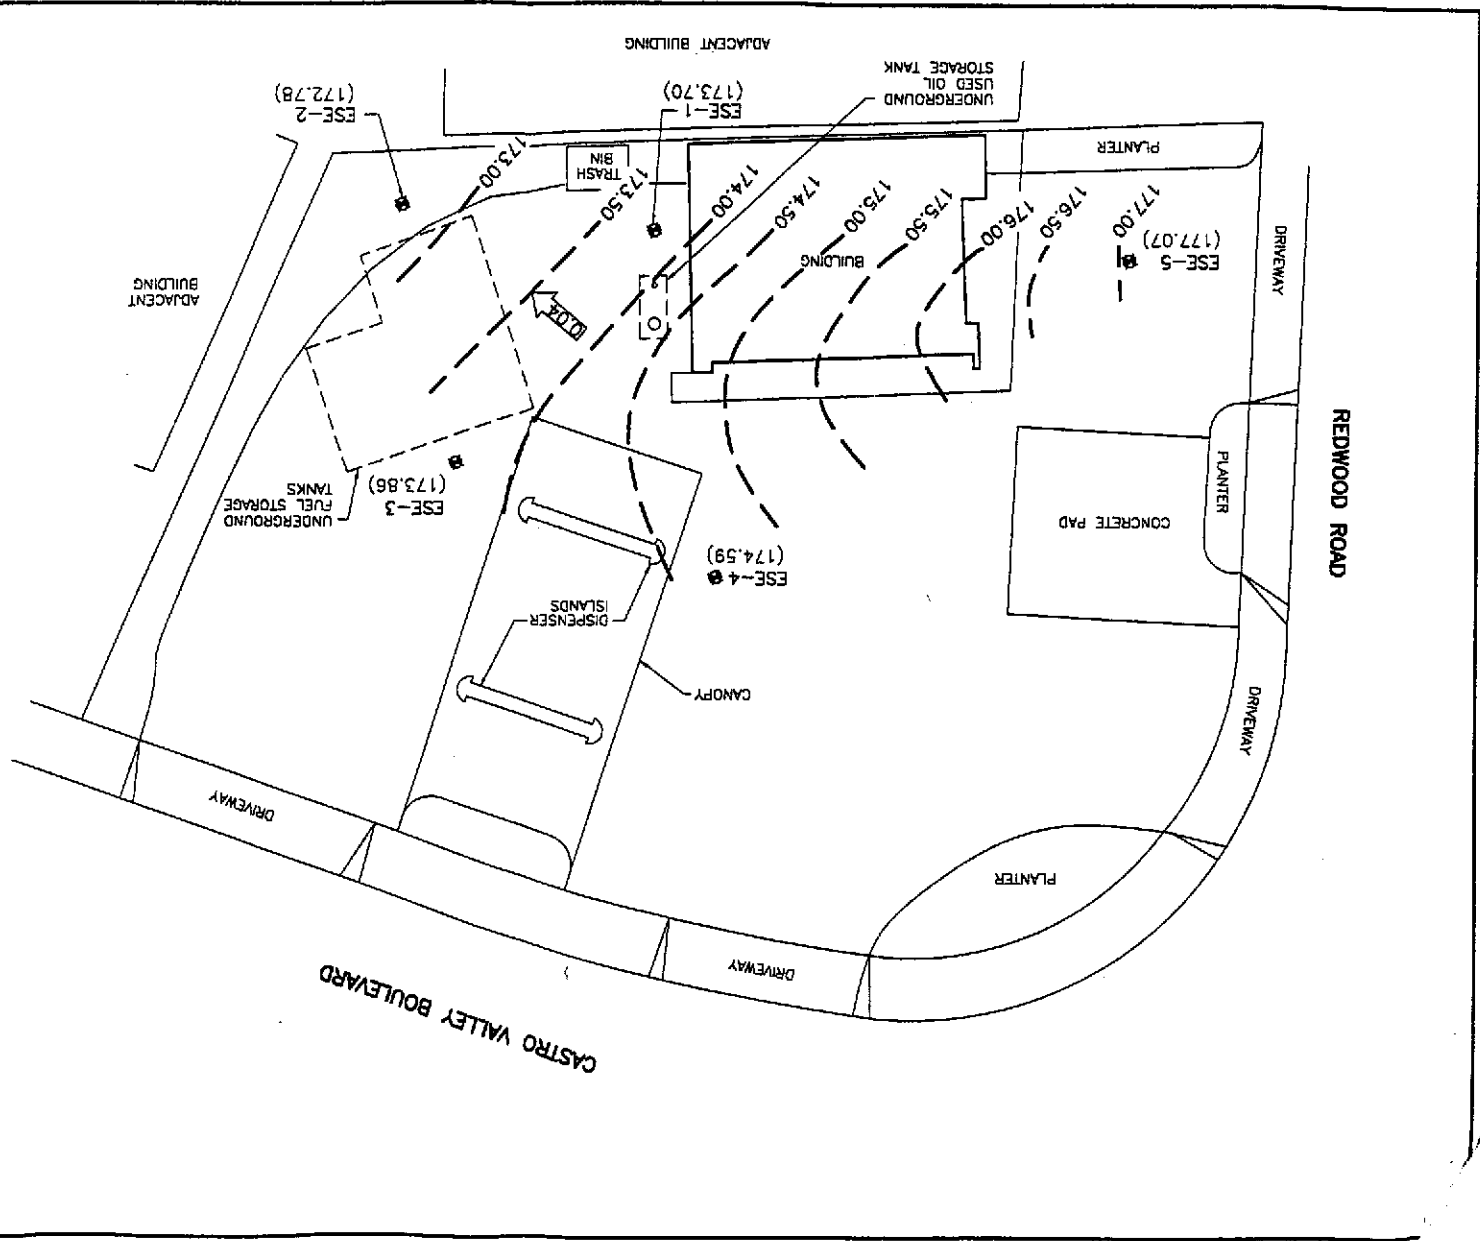 CASTRO VALLEY BOULEVARD
DRIVEWAY
PLANTER
DRIVEWAY
DRIVEWAY
CANOPY
DISPENSER
ISLANDS
REDWOOD ROAD
CONCRETE PAD
PLANTER
ESE-4
(174.59)
ESE-3
(173.86)
UNDERGROUND
FUEL STORAGE
TANKS
ADJACENT
BUILDING
DRIVEWAY
ESE-5
(177.07)
BUILDING
0.04
177.00
176.50
176.00
175.50
175.00
174.50
174.00
173.50
173.00
PLANTER
TRASH
BIN
ESE-1
(173.70)
ESE-2
(172.78)
UNDERGROUND
USED OIL
STORAGE TANK
ADJACENT BUILDING